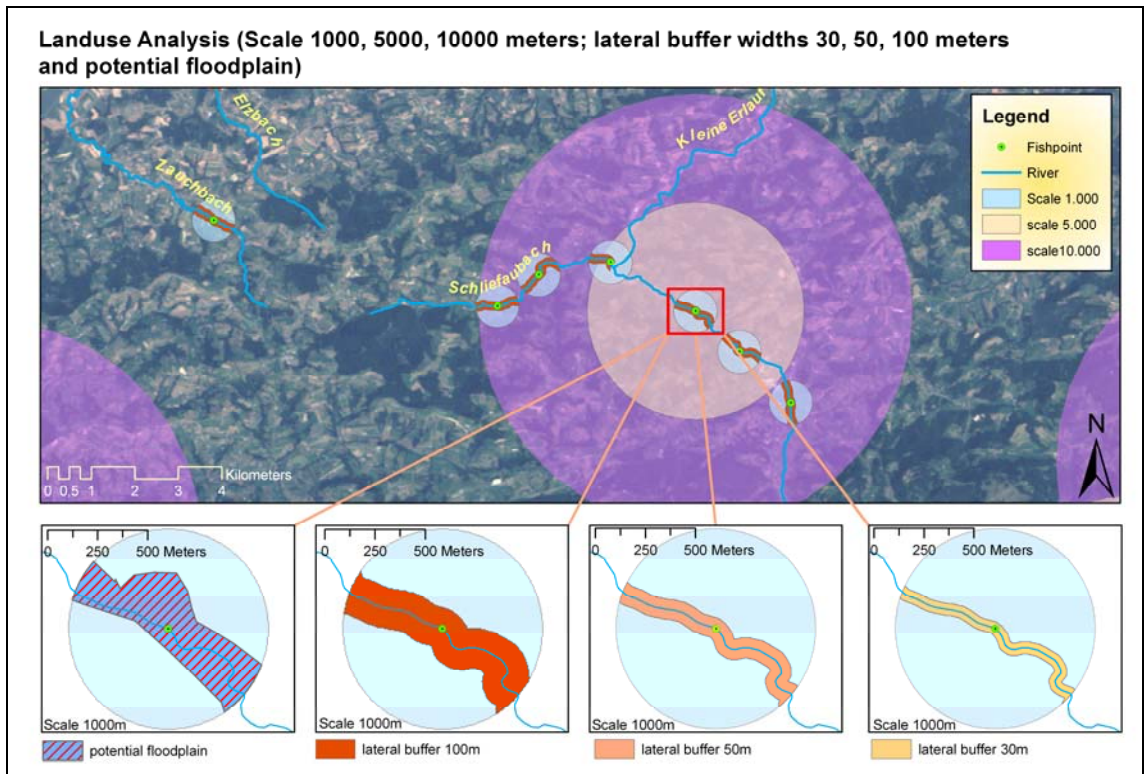 Landuse Analysis (Scale 1000, 5000, 10000 meters; lateral buffer widths 30, 50, 100 meters
and potential floodplain)
Elzbach
Zauchbach
Schliefaubach
Kleine Erlauf
Legend
Fishpoint
River
Scale 1.000
scale 5.000
scale10.000
N
Kilometers
0 0,5 1 2 3 4
0 250 500 Meters
Scale 1000m
potential floodplain
0 250 500 Meters
Scale 1000m
lateral buffer 100m
0 250 500 Meters
Scale 1000m
lateral buffer 50m
0 250 500 Meters
Scale 1000m
lateral buffer 30m